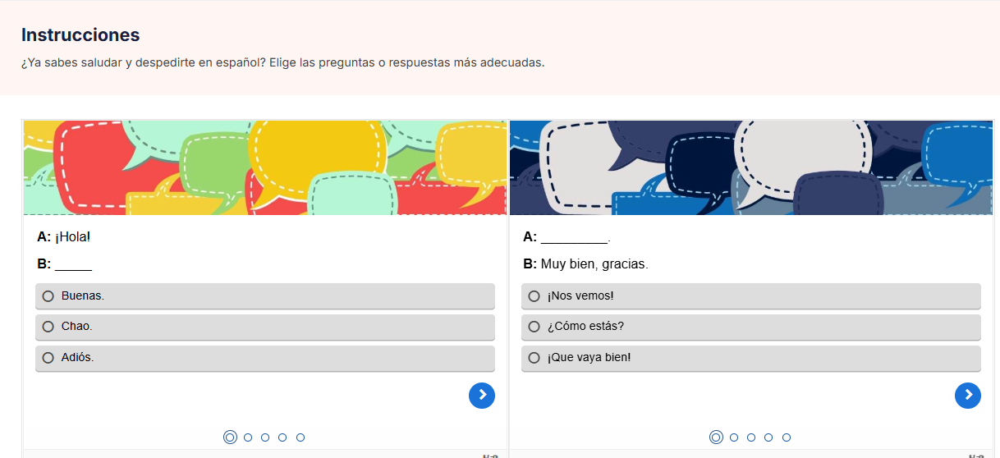 Instrucciones
¿Ya sabes saludar y despedirte en español? Elige las preguntas o respuestas más adecuadas.
A: ¡Hola!
B: _____
Buenas.
Chao.
Adiós.
A: _________.
B: Muy bien, gracias.
¡Nos vemos!
¿Cómo estás?
¡Que vaya bien!